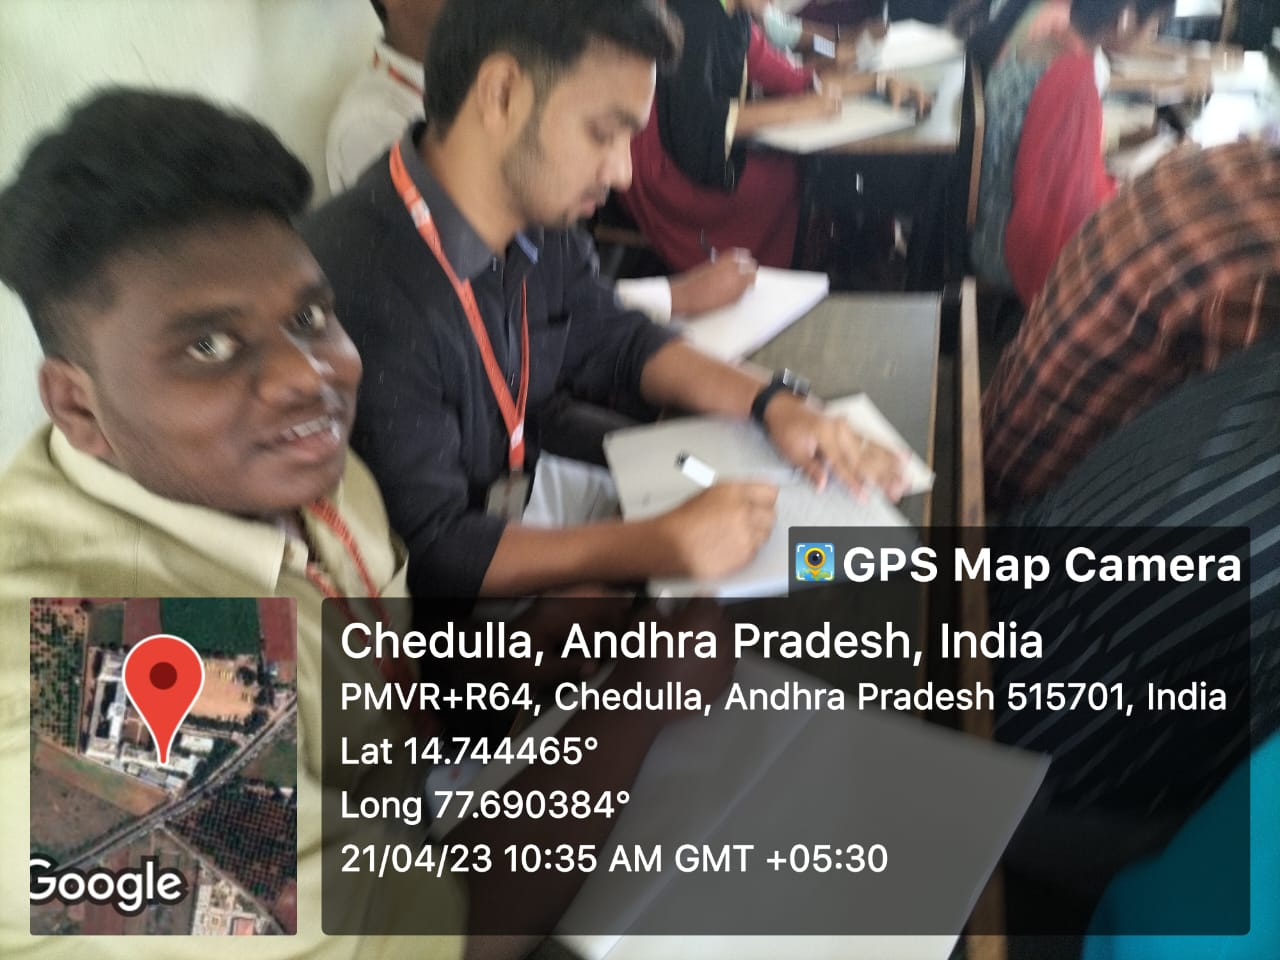 GPS Map Camera
Chedulla, Andhra Pradesh, India
PMVR+R64, Chedulla, Andhra Pradesh 515701, India
Lat 14.744465°
Long 77.690384°
21/04/23 10:35 AM GMT +05:30
Google